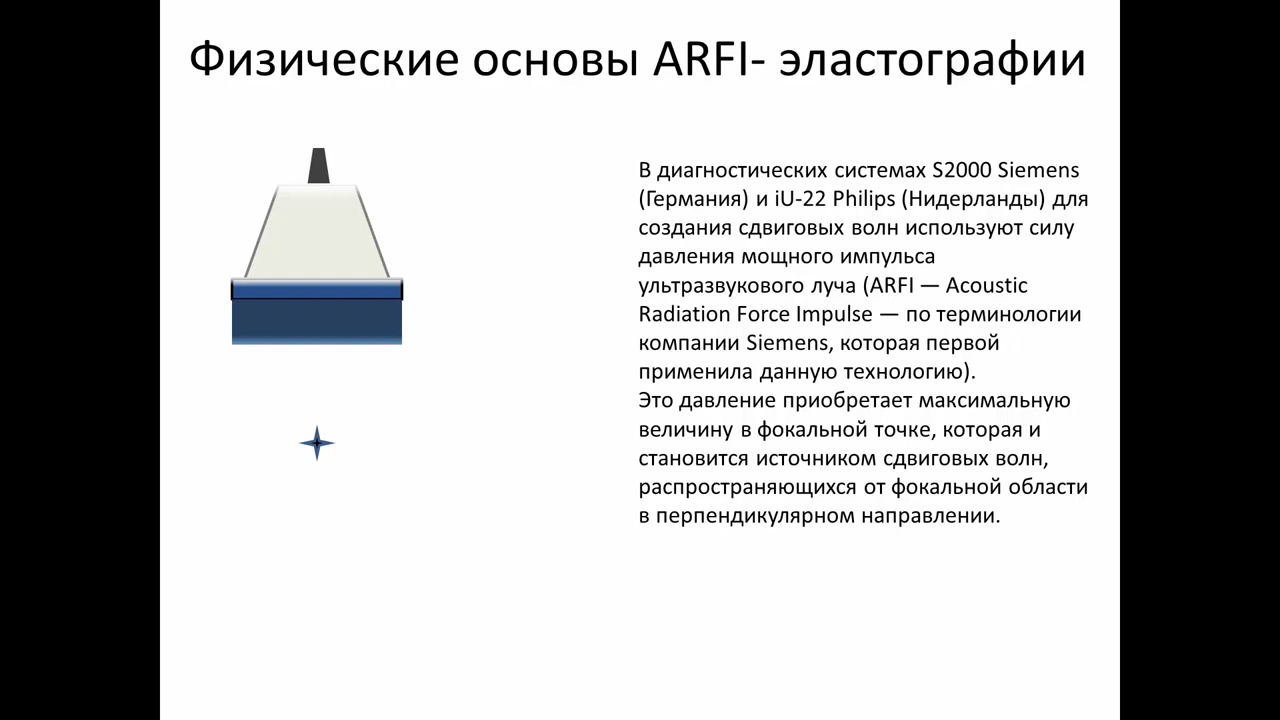 Физические основы ARFI- эластографии
В диагностических системах S2000 Siemens
(Германия) и iU-22 Philips (Нидерланды) для
создания сдвиговых волн используют силу
давления мощного импульса
ультразвукового луча (ARFI — Acoustic
Radiation Force Impulse — по терминологии
компании Siemens, которая первой
применила данную технологию).
Это давление приобретает максимальную
величину в фокальной точке, которая и
становится источником сдвиговых волн,
распространяющихся от фокальной области
в перпендикулярном направлении.